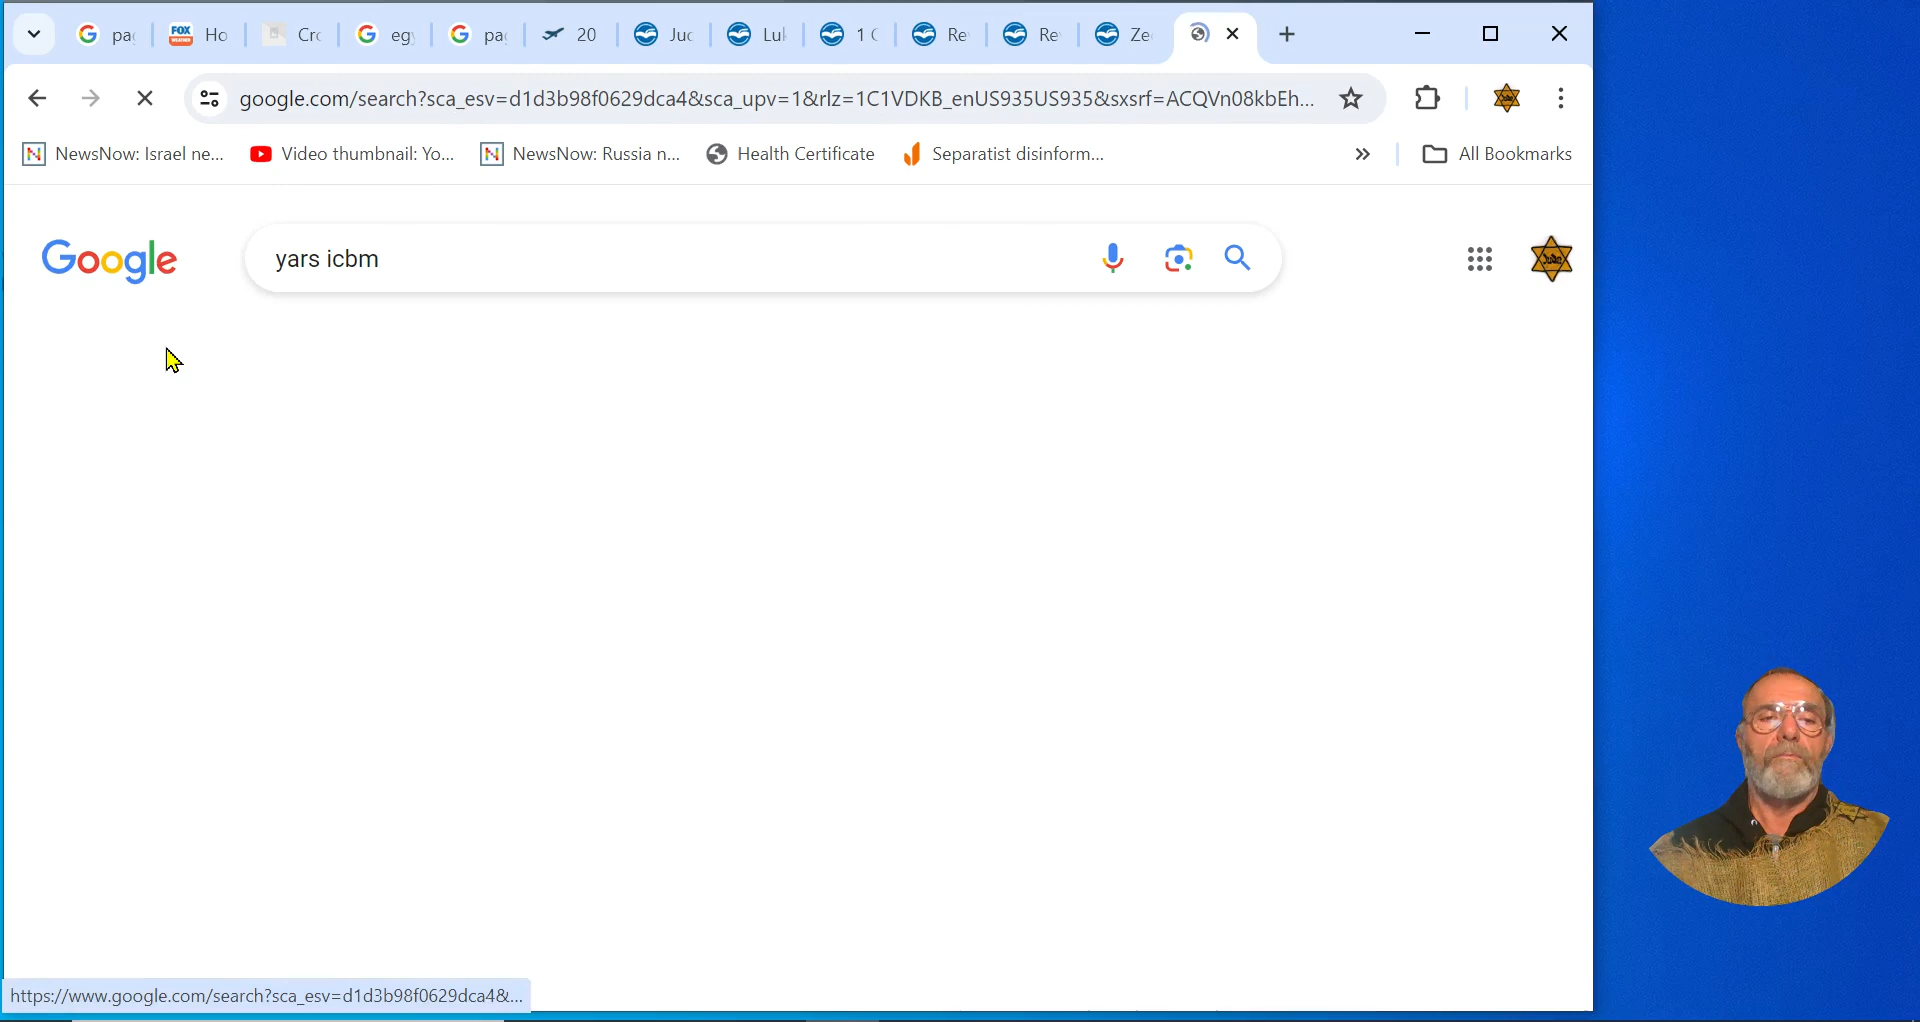 pa
Ho
Cr
eg
pa
20
Juc
Lu
1 C
Re
Re
Ze
google.com/search?sca_esv=d1d3b98f0629dca4&sca_upv=1&rlz=1C1VDKB_enUS935US935&sxsrf=ACQVn08kbEh...
NewsNow: Israel ne...
Video thumbnail: Yo...
NewsNow: Russia n...
Health Certificate
Separatist disinform...
All Bookmarks
Google
yars icbm
https://www.google.com/search?sca_esv=d1d3b98f0629dca4&...